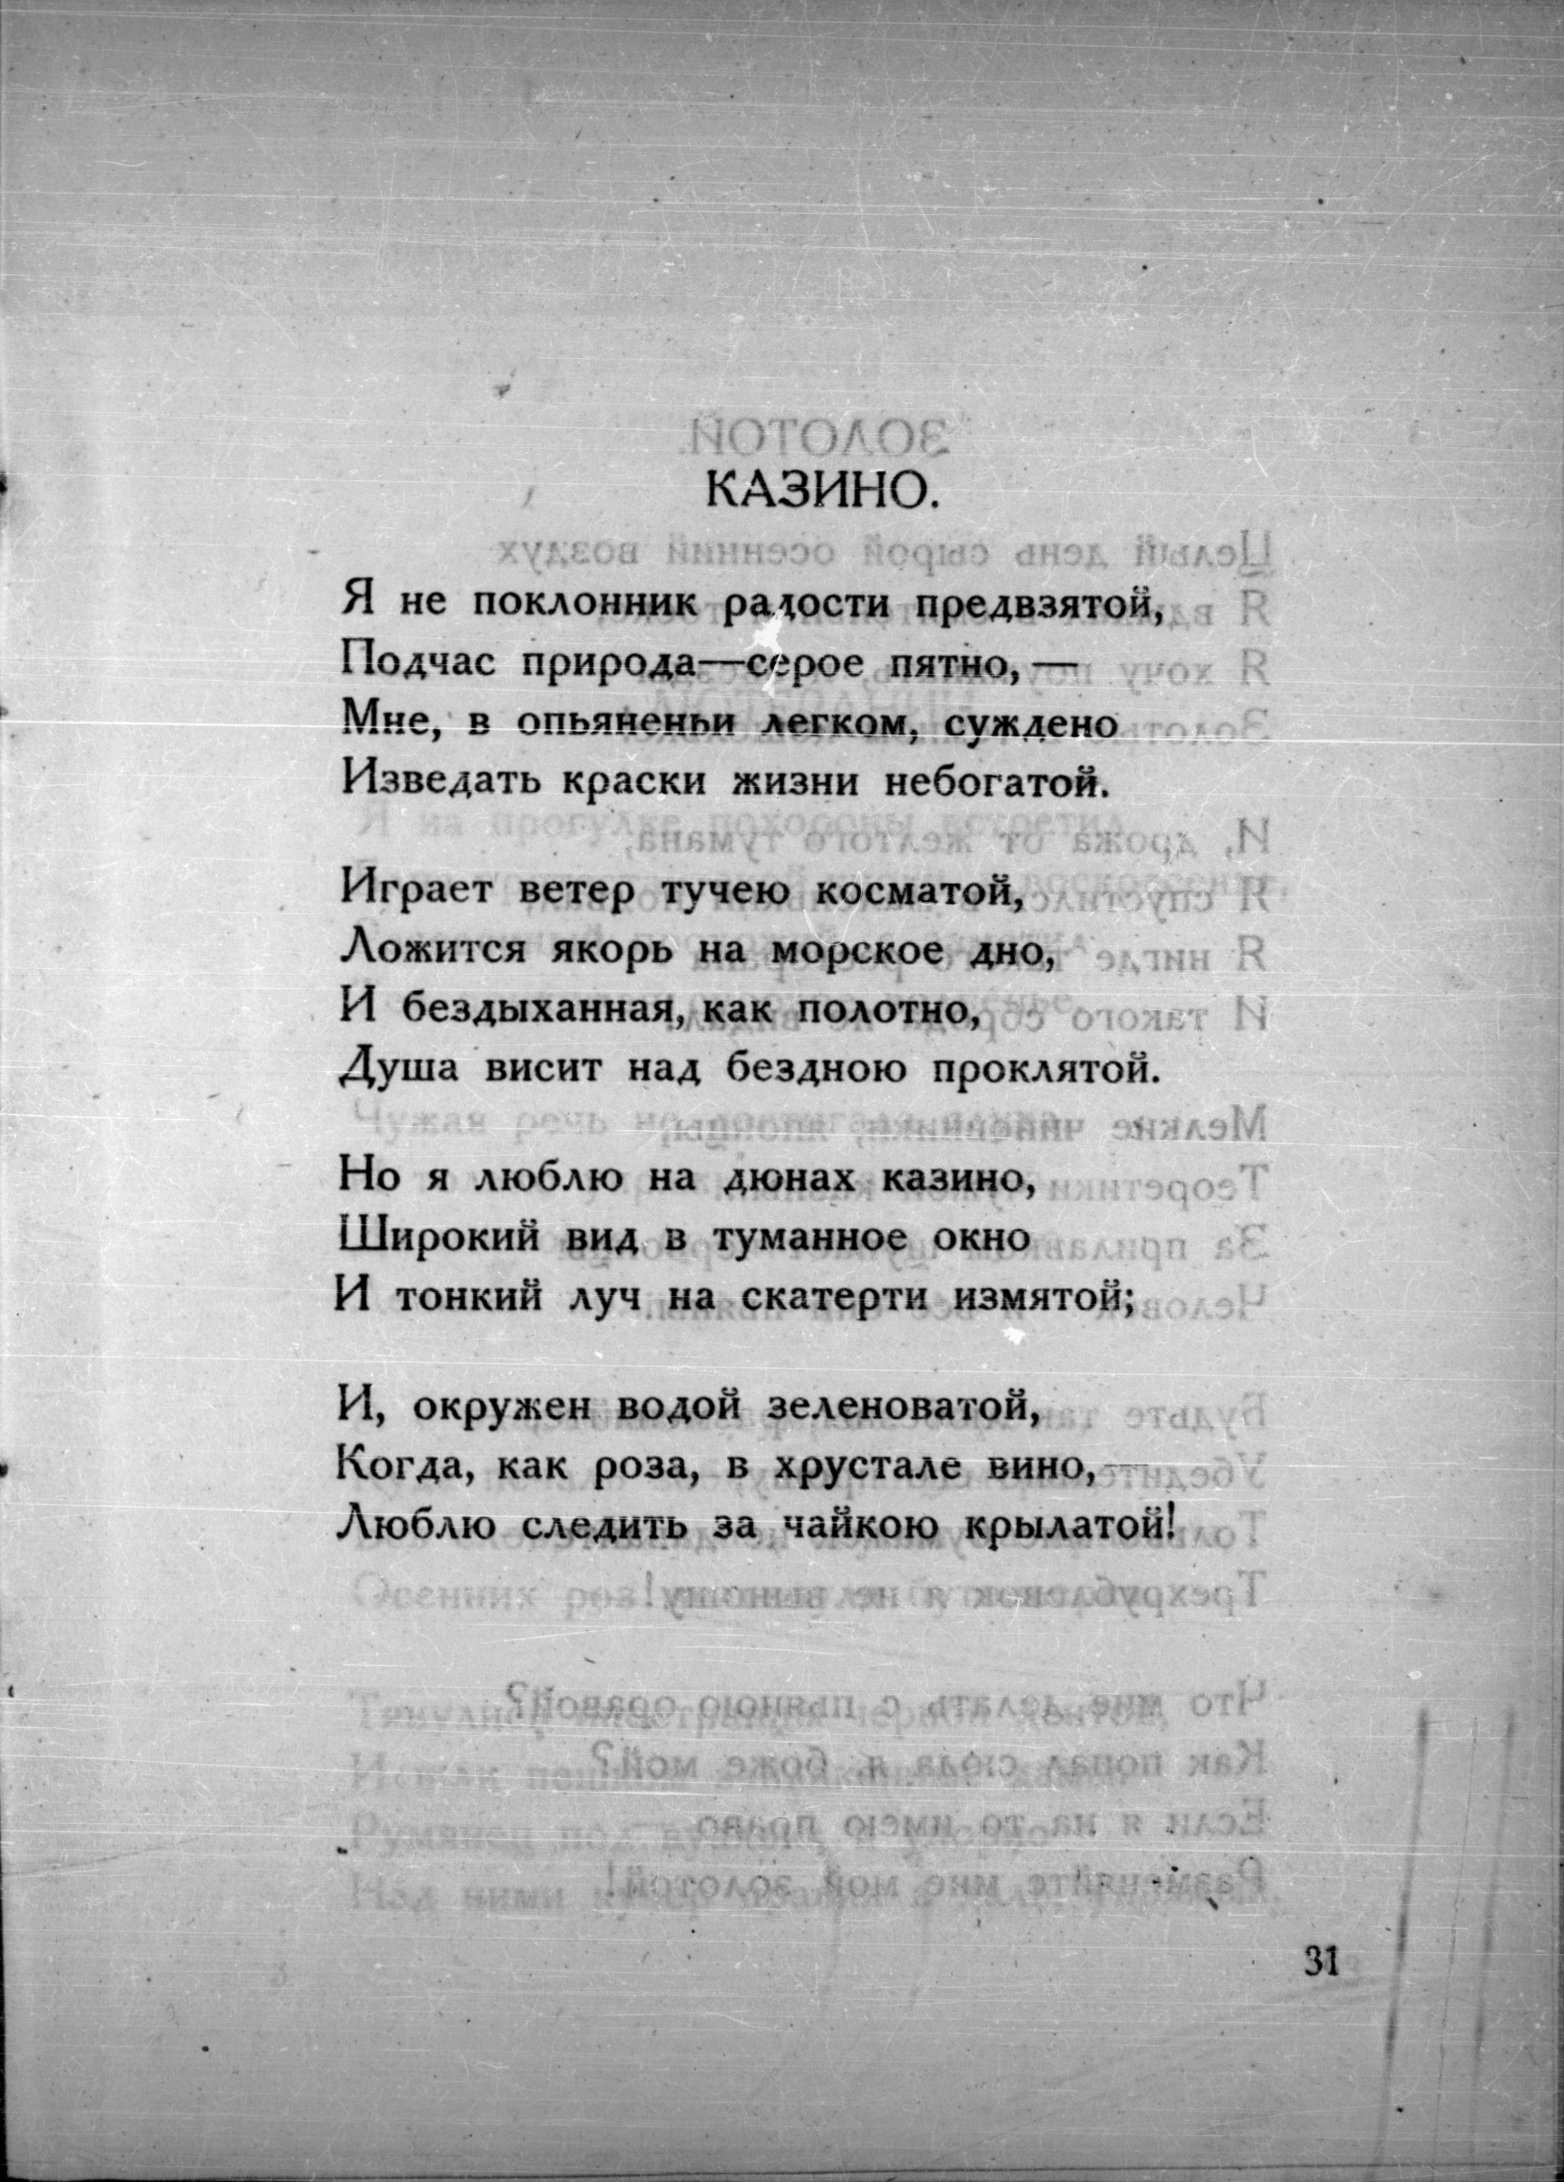 КАЗИНО.
Я не поклонник радости предвзятой,
Подчас природа—серое пятно,—
Мне, в опьяненьи легком, суждено
Изведать краски жизни небогатой.
Играет ветер тучею косматой,
Ложится якорь на морское дно,
И бездыханная, как полотно,
Душа висит над бездною проклятой.
Но я люблю на дюнах казино,
Широкий вид в туманное окно
И тонкий луч на скатерти измятой;
И, окружен водой зеленоватой,
Когда, как роза, в хрустале вино,—
Люблю следить за чайкою крылатой!
31